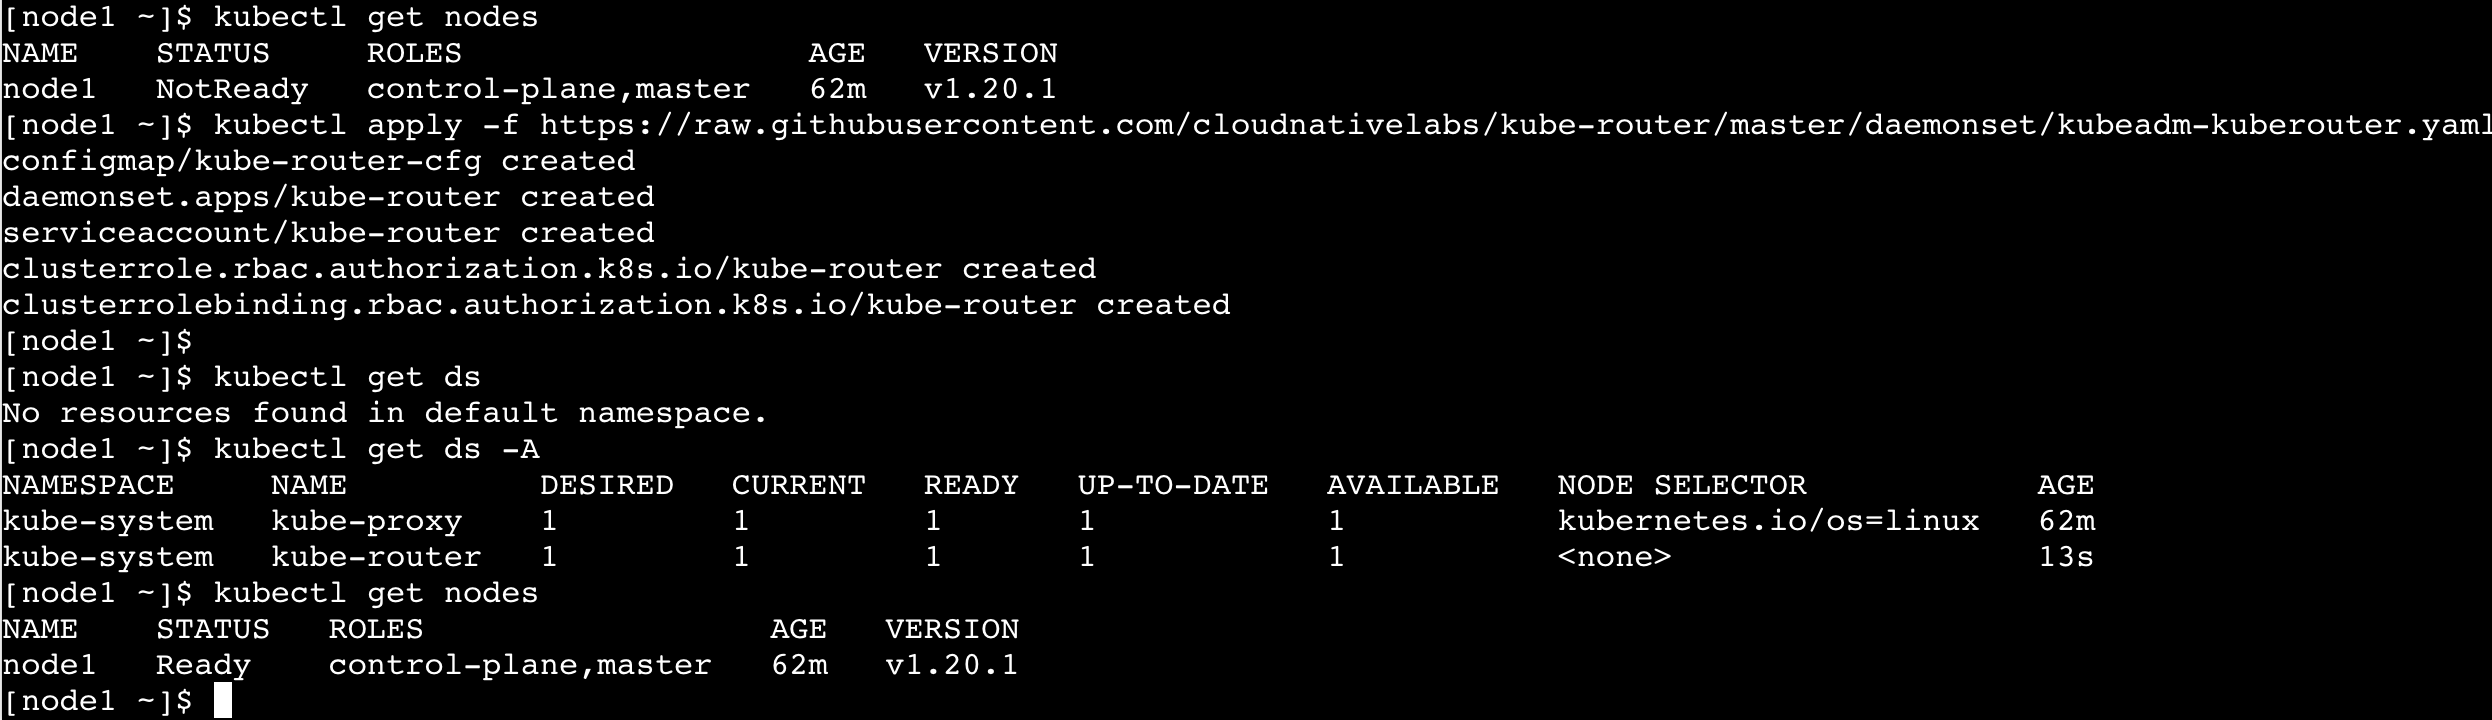 [node1 ~]$ kubectl get nodes
NAME    STATUS     ROLES                  AGE   VERSION
node1   NotReady   control-plane,master   62m   v1.20.1
[node1 ~]$ kubectl apply -f https://raw.githubusercontent.com/cloudnativelabs/kube-router/master/daemonset/kubeadm-kuberouter.yaml
configmap/kube-router-cfg created
daemonset.apps/kube-router created
serviceaccount/kube-router created
clusterrole.rbac.authorization.k8s.io/kube-router created
clusterrolebinding.rbac.authorization.k8s.io/kube-router created
[node1 ~]$
[node1 ~]$ kubectl get ds
No resources found in default namespace.
[node1 ~]$ kubectl get ds -A
NAMESPACE     NAME          DESIRED   CURRENT   READY   UP-TO-DATE   AVAILABLE   NODE SELECTOR            AGE
kube-system   kube-proxy    1         1         1       1            1           kubernetes.io/os=linux   62m
kube-system   kube-router   1         1         1       1            1           <none>                   13s
[node1 ~]$ kubectl get nodes
NAME    STATUS   ROLES                  AGE   VERSION
node1   Ready    control-plane,master   62m   v1.20.1
[node1 ~]$